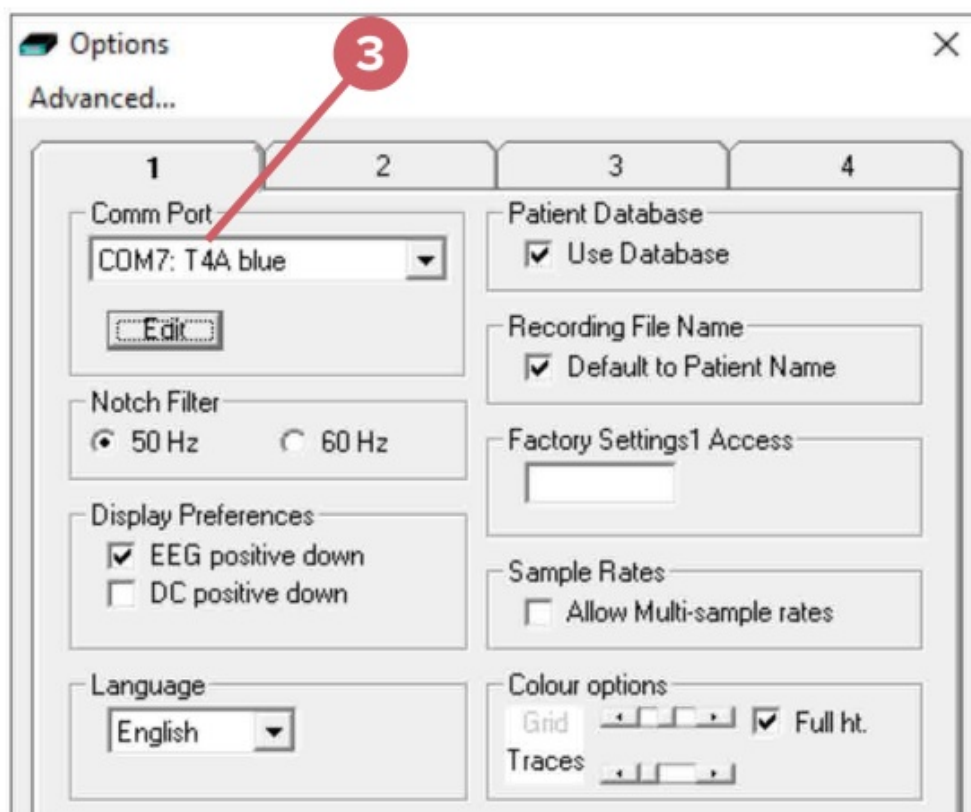 Options
3
Advanced...
1 2 3 4
Comm Port
COM7: T4A blue
Edit
Notch Filter
50 Hz 60 Hz
Display Preferences
EEG positive down
DC positive down
Language
English
Patient Database
Use Database
Recording File Name
Default to Patient Name
Factory Settings1 Access
Sample Rates
Allow Multi-sample rates
Colour options
Grid Full ht.
Traces